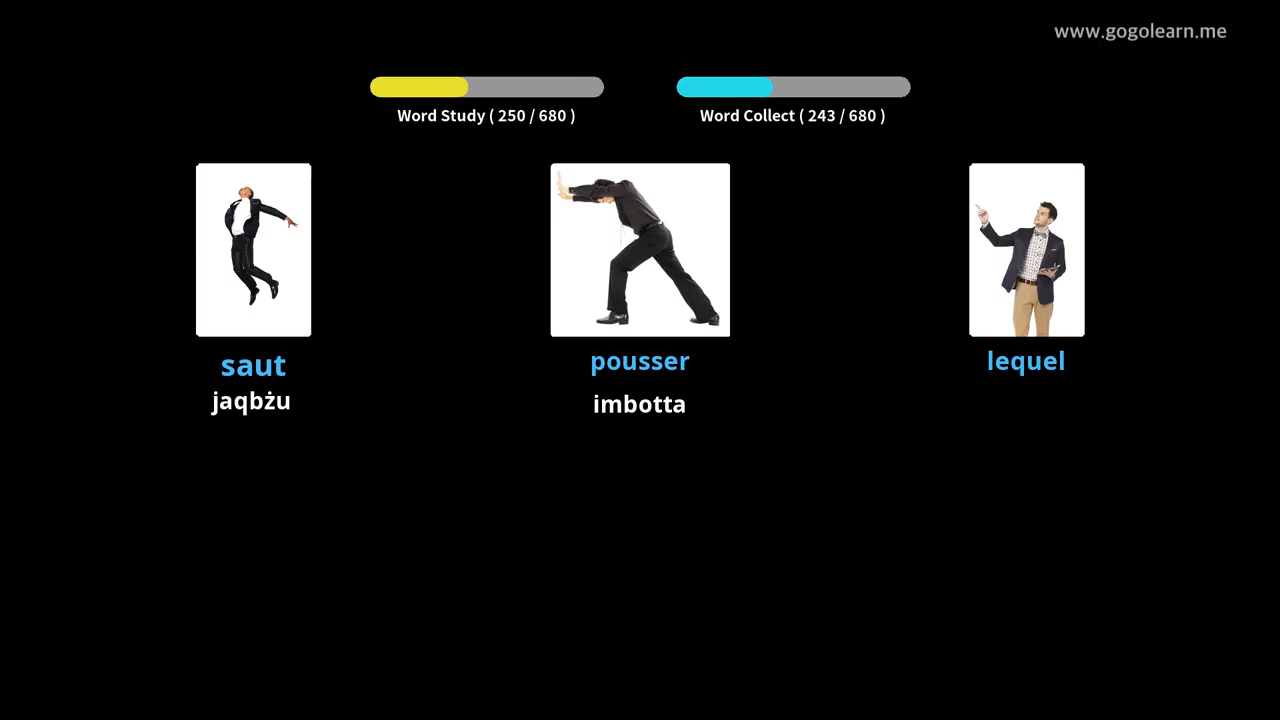 www.gogolearn.me
Word Study ( 250 / 680 )
Word Collect ( 243 / 680 )
saut
pousser
lequel
jaqbżu
imbotta